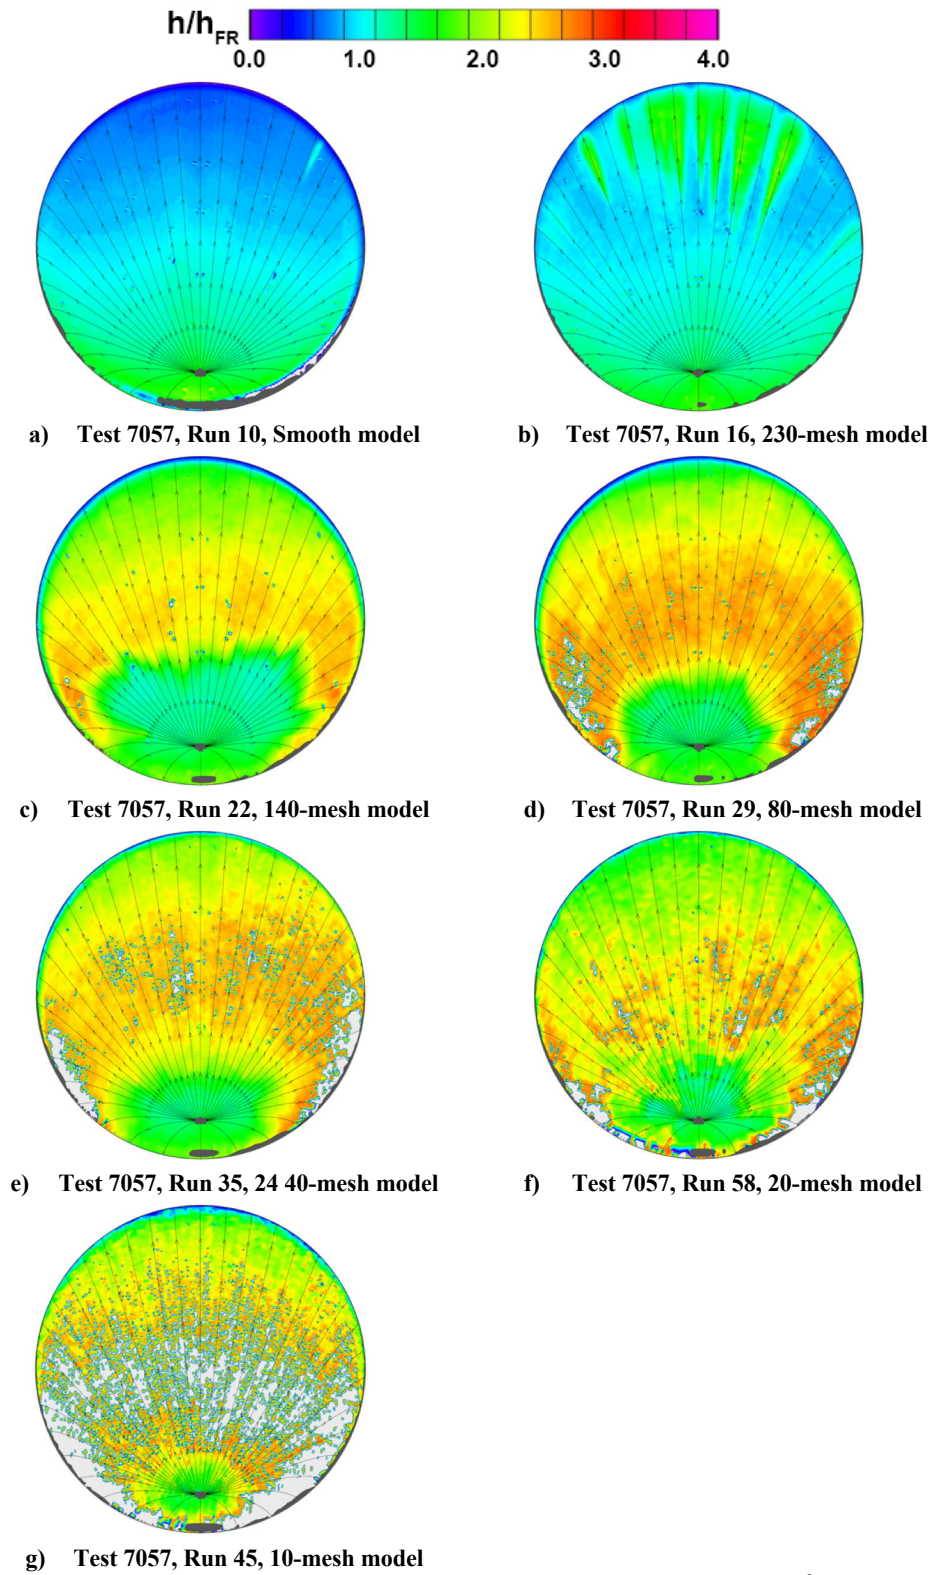 h/hFR
0.0 1.0 2.0 3.0 4.0
a) Test 7057, Run 10, Smooth model
b) Test 7057, Run 16, 230-mesh model
c) Test 7057, Run 22, 140-mesh model
d) Test 7057, Run 29, 80-mesh model
e) Test 7057, Run 35, 24 40-mesh model
f) Test 7057, Run 58, 20-mesh model
g) Test 7057, Run 45, 10-mesh model